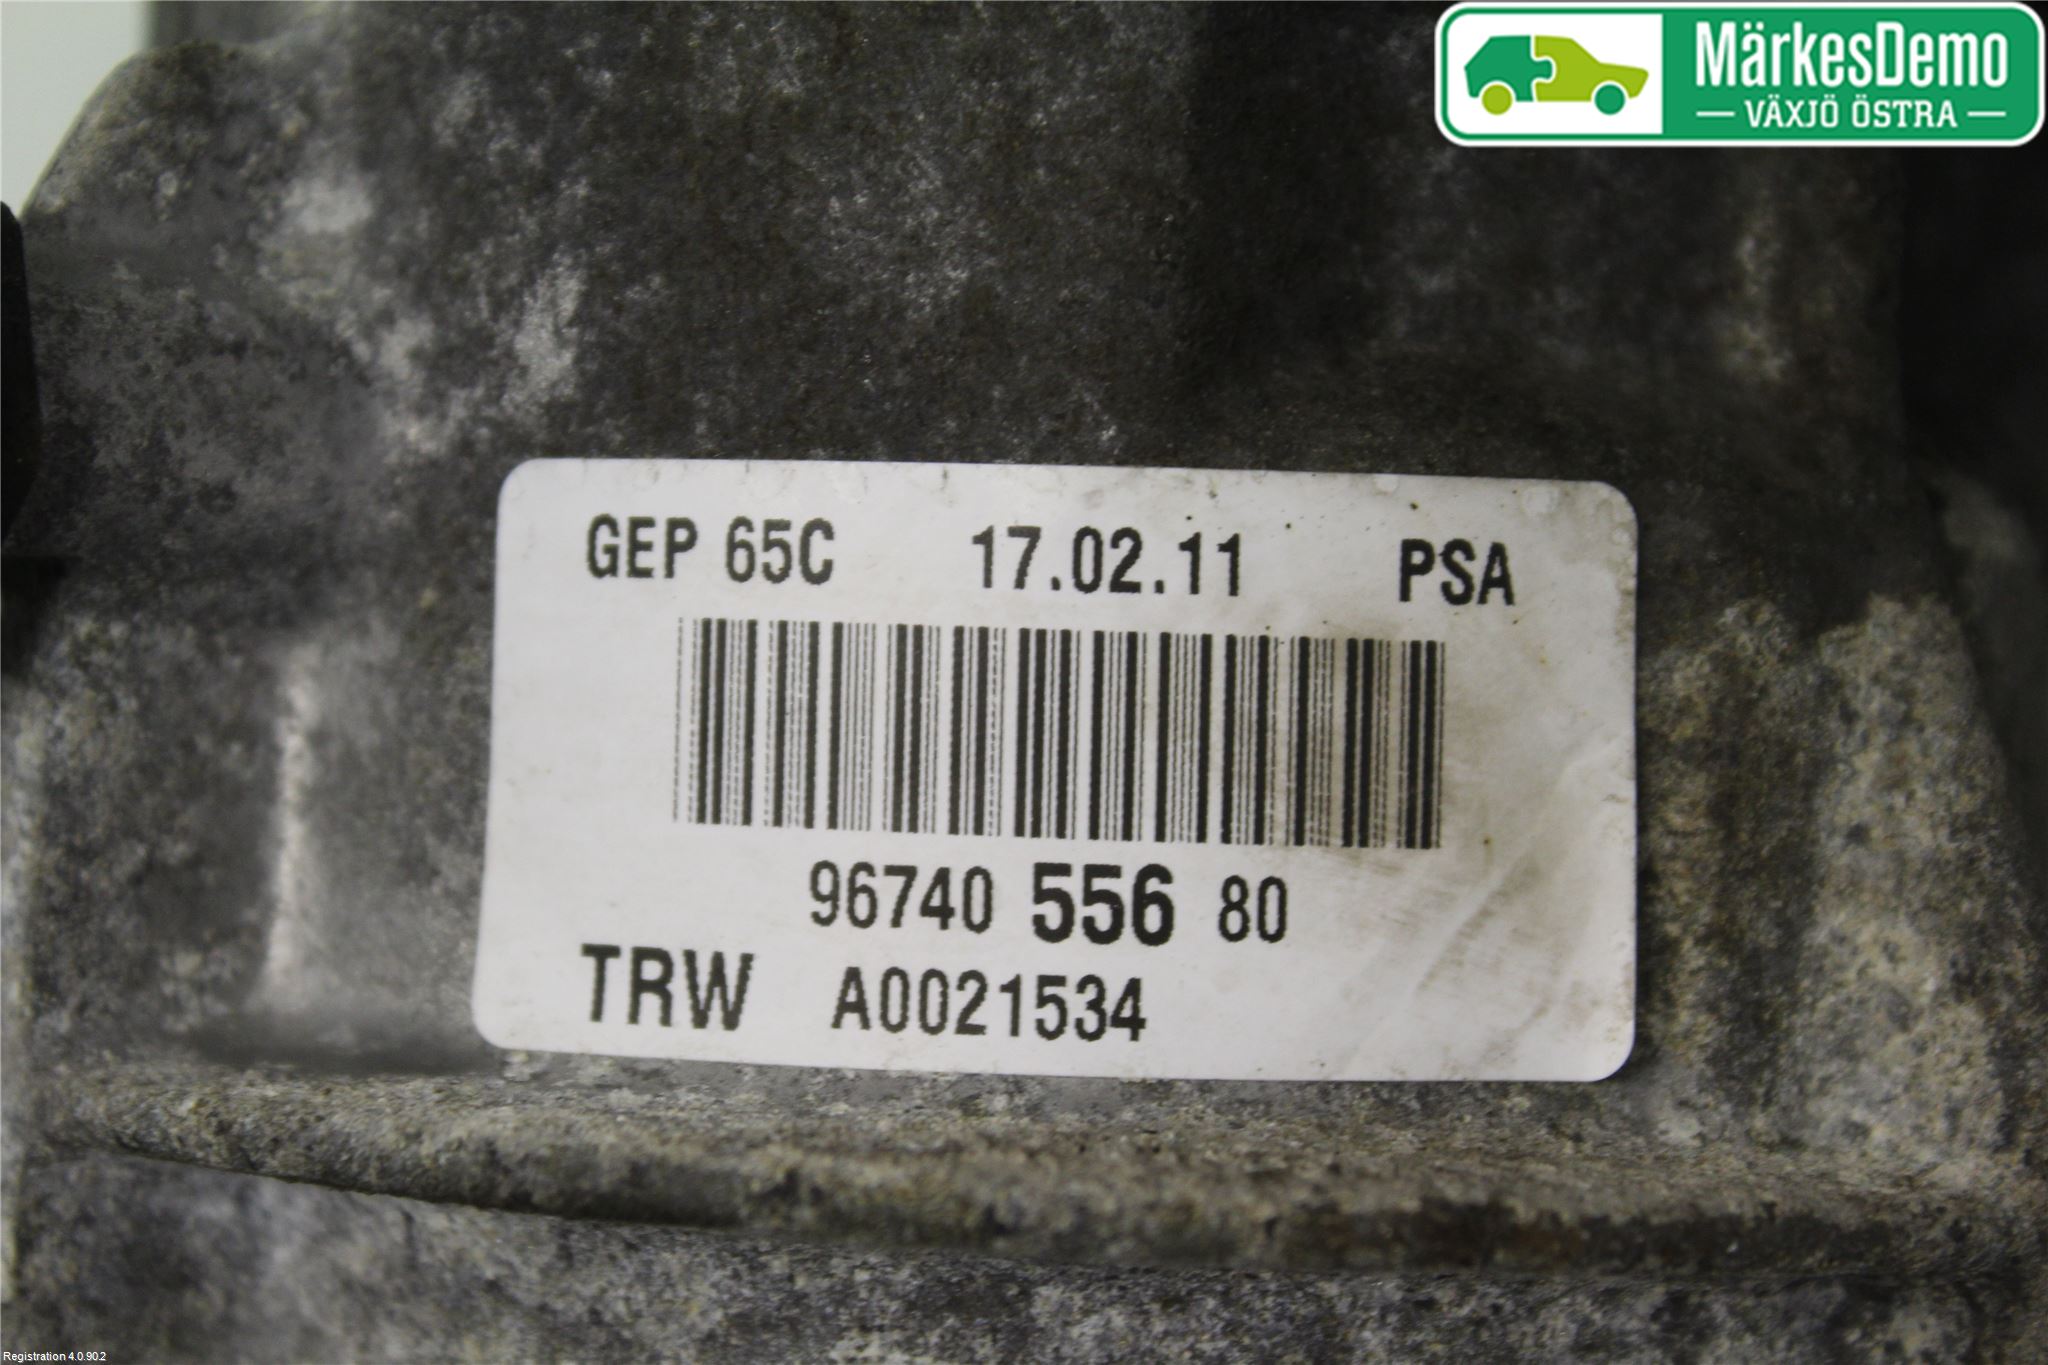 MärkesDemo
VÄXJÖ ÖSTRA
GEP 65C 17.02.11 PSA
96740 556 80
TRW A0021534
Registration 4.0.90.2